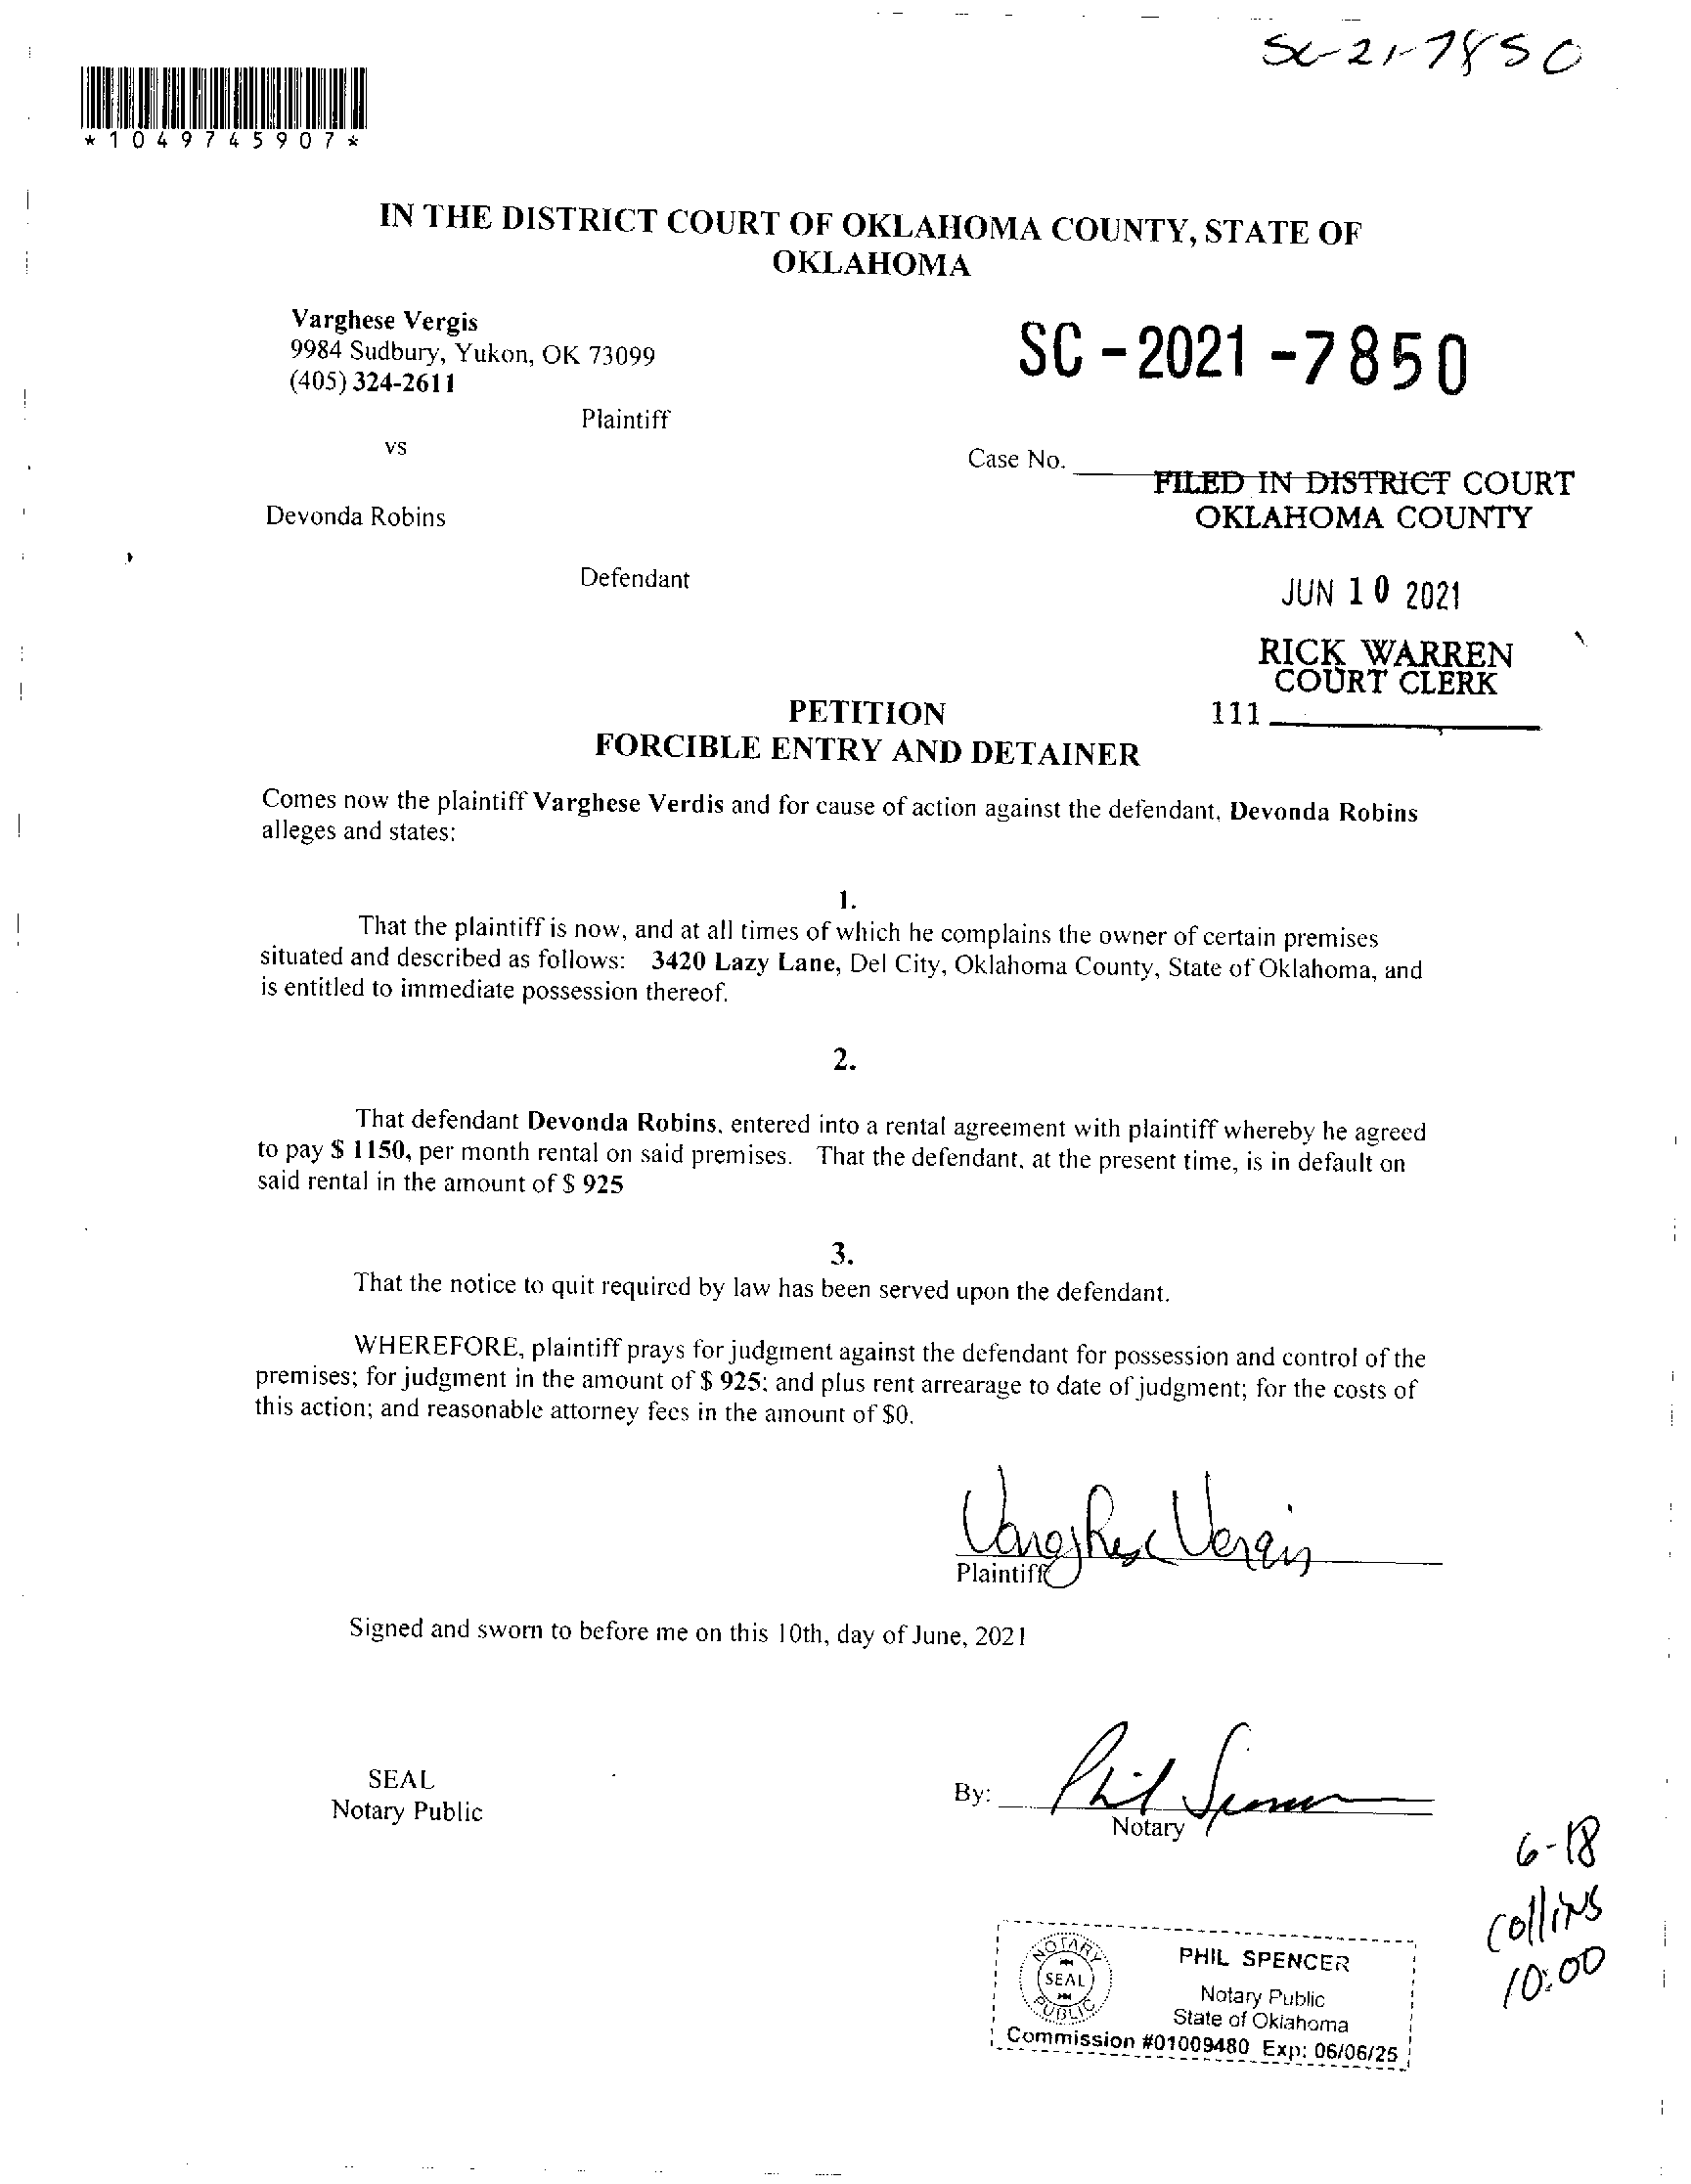 SC-21-7850
*1049745907*
IN THE DISTRICT COURT OF OKLAHOMA COUNTY, STATE OF
OKLAHOMA
Varghese Vergis
9984 Sudbury, Yukon, OK 73099
(405) 324-2611
SC-2021-7850
Plaintiff
vs
Case No.
FILED IN DISTRICT COURT
OKLAHOMA COUNTY
Devonda Robins
Defendant
JUN 10 2021
RICK WARREN
COURT CLERK
111
PETITION
FORCIBLE ENTRY AND DETAINER
Comes now the plaintiff Varghese Verdis and for cause of action against the defendant, Devonda Robins
alleges and states:
1.
That the plaintiff is now, and at all times of which he complains the owner of certain premises
situated and described as follows: 3420 Lazy Lane, Del City, Oklahoma County, State of Oklahoma, and
is entitled to immediate possession thereof.
2.
That defendant Devonda Robins, entered into a rental agreement with plaintiff whereby he agreed
to pay $ 1150, per month rental on said premises. That the defendant, at the present time, is in default on
said rental in the amount of $ 925
3.
That the notice to quit required by law has been served upon the defendant.
WHEREFORE, plaintiff prays for judgment against the defendant for possession and control of the
premises; for judgment in the amount of $ 925; and plus rent arrearage to date of judgment; for the costs of
this action; and reasonable attorney fees in the amount of $0.
Varghese Vergis
Plaintiff
Signed and sworn to before me on this 10th, day of June, 2021
SEAL
Notary Public
By: Phil Spencer
Notary
6-18
Collins
10:00
NOTARY
SEAL
PUBLIC
PHIL SPENCER
Notary Public
State of Oklahoma
Commission #01009480 Exp: 06/06/25